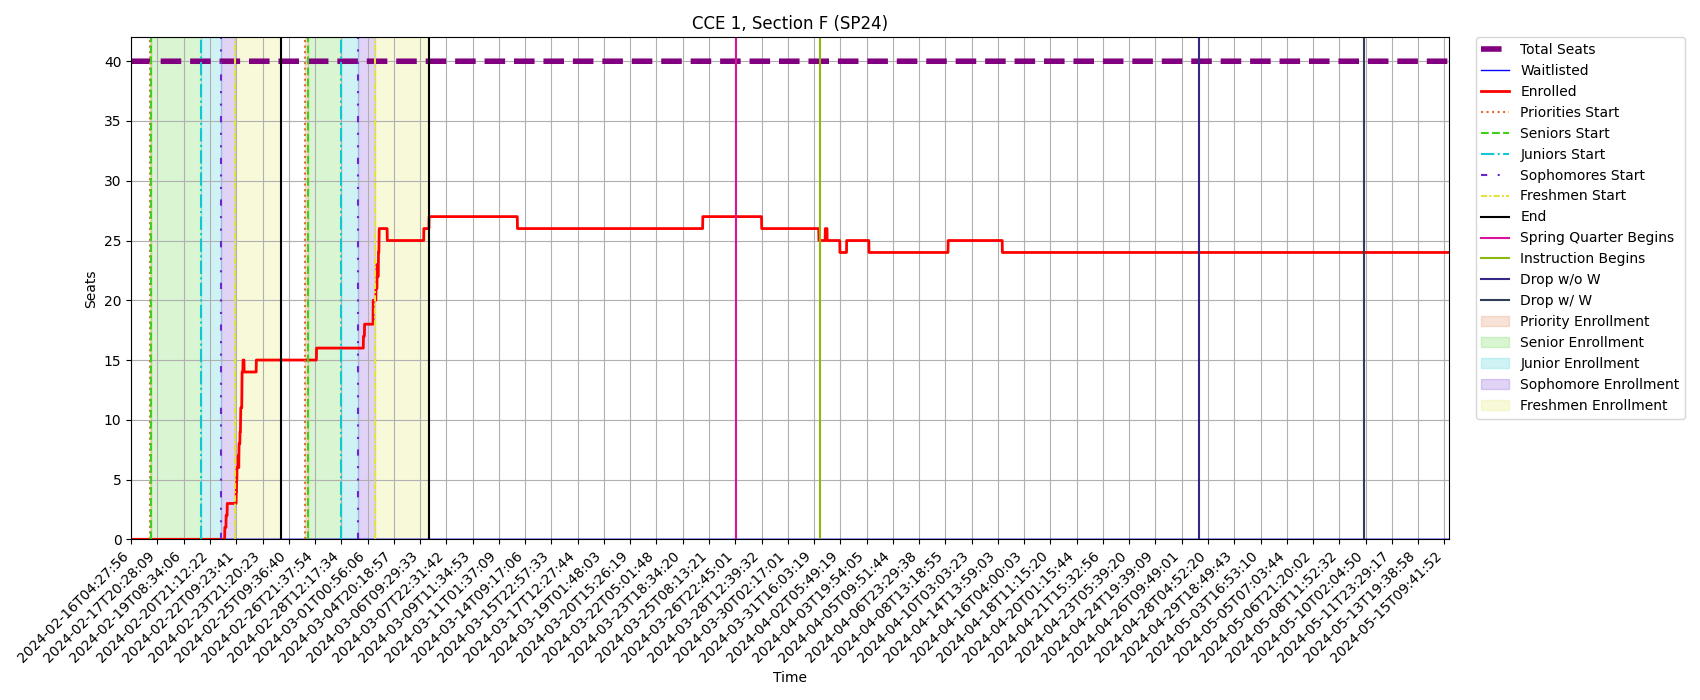 CCE 1, Section F (SP24)
Seats
40
35
30
25
20
15
10
5
0
2024-02-16T04:27:56
2024-02-17T20:28:09
2024-02-19T08:34:06
2024-02-20T21:12:22
2024-02-22T09:23:41
2024-02-23T21:20:23
2024-02-25T09:36:40
2024-02-26T21:37:54
2024-02-28T12:17:34
2024-03-01T00:56:06
2024-03-04T20:18:57
2024-03-06T09:29:33
2024-03-07T22:31:42
2024-03-09T11:34:53
2024-03-11T01:37:09
2024-03-14T09:17:06
2024-03-15T22:57:33
2024-03-17T12:27:44
2024-03-19T01:48:03
2024-03-20T15:26:19
2024-03-22T05:01:48
2024-03-23T18:34:20
2024-03-25T08:13:21
2024-03-26T22:45:01
2024-03-28T12:39:32
2024-03-30T02:17:01
2024-03-31T16:03:19
2024-04-02T05:49:19
2024-04-03T19:54:05
2024-04-05T09:51:44
2024-04-06T23:29:38
2024-04-08T13:18:55
2024-04-10T03:03:23
2024-04-14T13:59:03
2024-04-16T04:00:03
2024-04-18T11:15:20
2024-04-20T01:15:44
2024-04-21T15:32:56
2024-04-23T05:39:20
2024-04-24T19:39:09
2024-04-26T09:49:01
2024-04-28T04:52:20
2024-04-29T18:49:43
2024-05-03T16:53:10
2024-05-05T07:03:44
2024-05-06T21:20:02
2024-05-08T11:52:32
2024-05-10T02:04:50
2024-05-11T23:29:17
2024-05-13T19:38:58
2024-05-15T09:41:52
Time
Total Seats
Waitlisted
Enrolled
Priorities Start
Seniors Start
Juniors Start
Sophomores Start
Freshmen Start
End
Spring Quarter Begins
Instruction Begins
Drop w/o W
Drop w/ W
Priority Enrollment
Senior Enrollment
Junior Enrollment
Sophomore Enrollment
Freshmen Enrollment